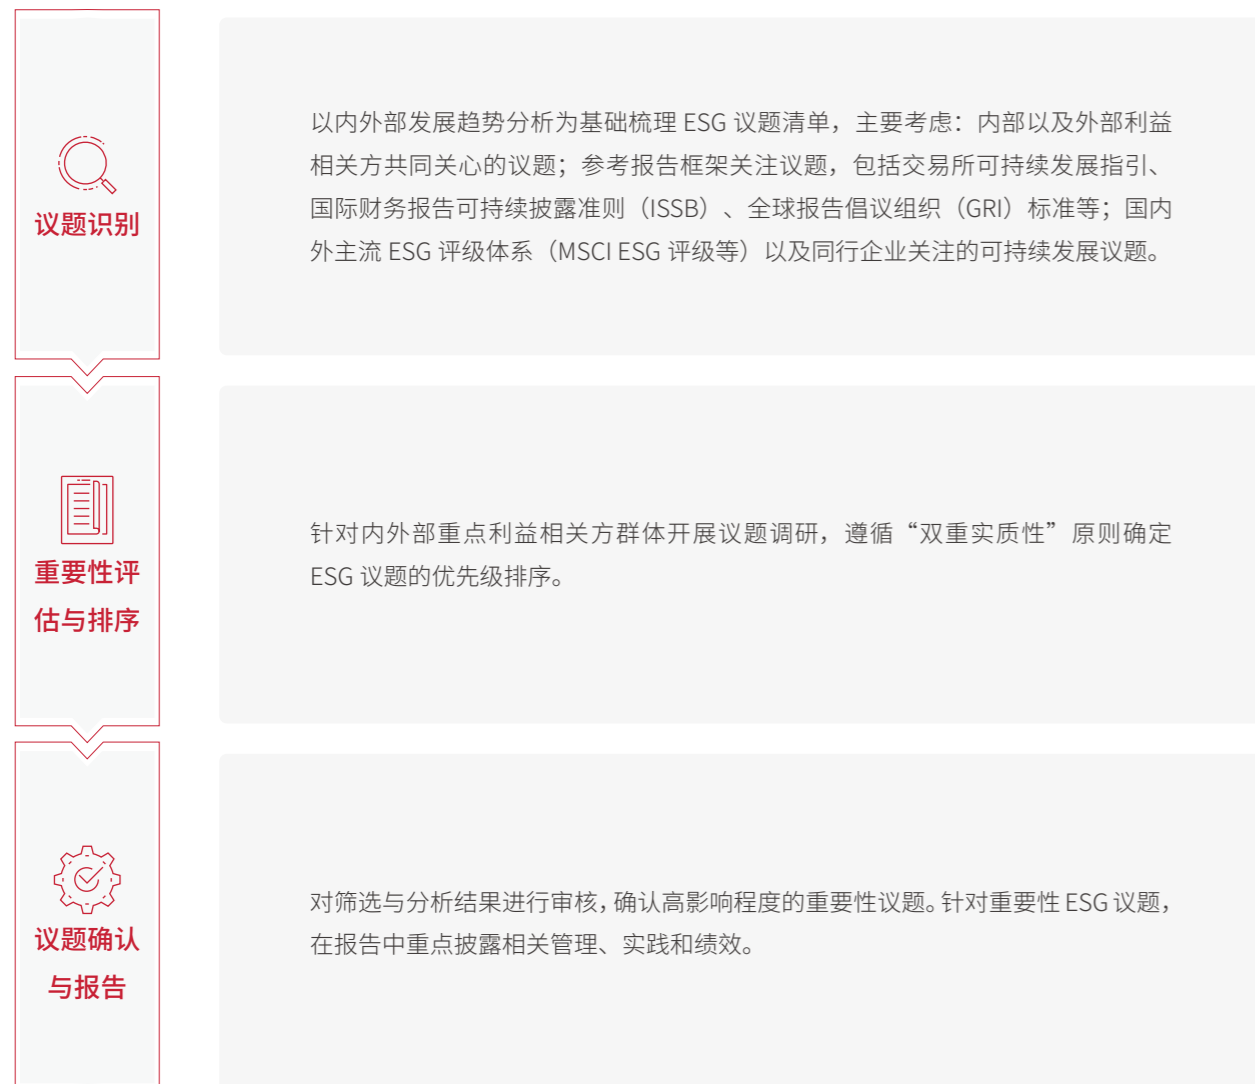 议题识别
以内外部发展趋势分析为基础梳理 ESG 议题清单，主要考虑：内部以及外部利益
相关方共同关心的议题；参考报告框架关注议题，包括交易所可持续发展指引、
国际财务报告可持续披露准则（ISSB）、全球报告倡议组织（GRI）标准等；国内
外主流 ESG 评级体系（MSCI ESG 评级等）以及同行企业关注的可持续发展议题。
重要性评
估与排序
针对内外部重点利益相关方群体开展议题调研，遵循“双重实质性”原则确定
ESG 议题的优先级排序。
议题确认
与报告
对筛选与分析结果进行审核，确认高影响程度的重要性议题。针对重要性 ESG 议题，
在报告中重点披露相关管理、实践和绩效。